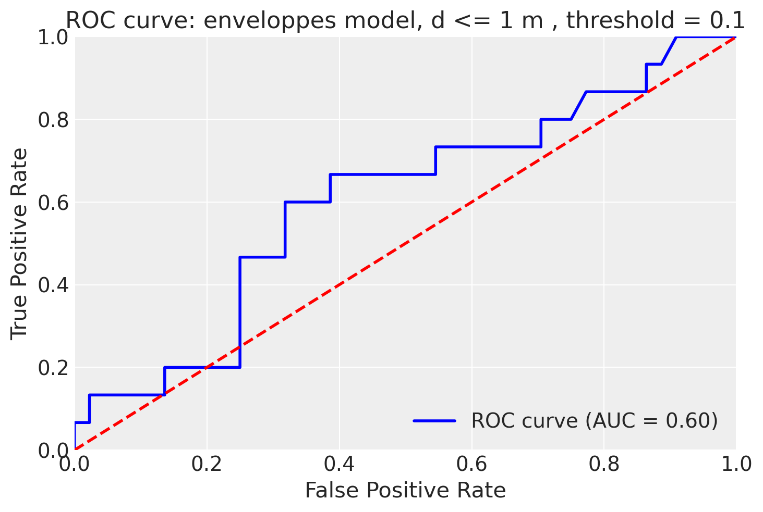 ROC curve: enveloppes model, d <= 1 m , threshold = 0.1
1.0
0.8
0.6
0.4
0.2
0.0
True Positive Rate
ROC curve (AUC = 0.60)
0.0 0.2 0.4 0.6 0.8 1.0
False Positive Rate